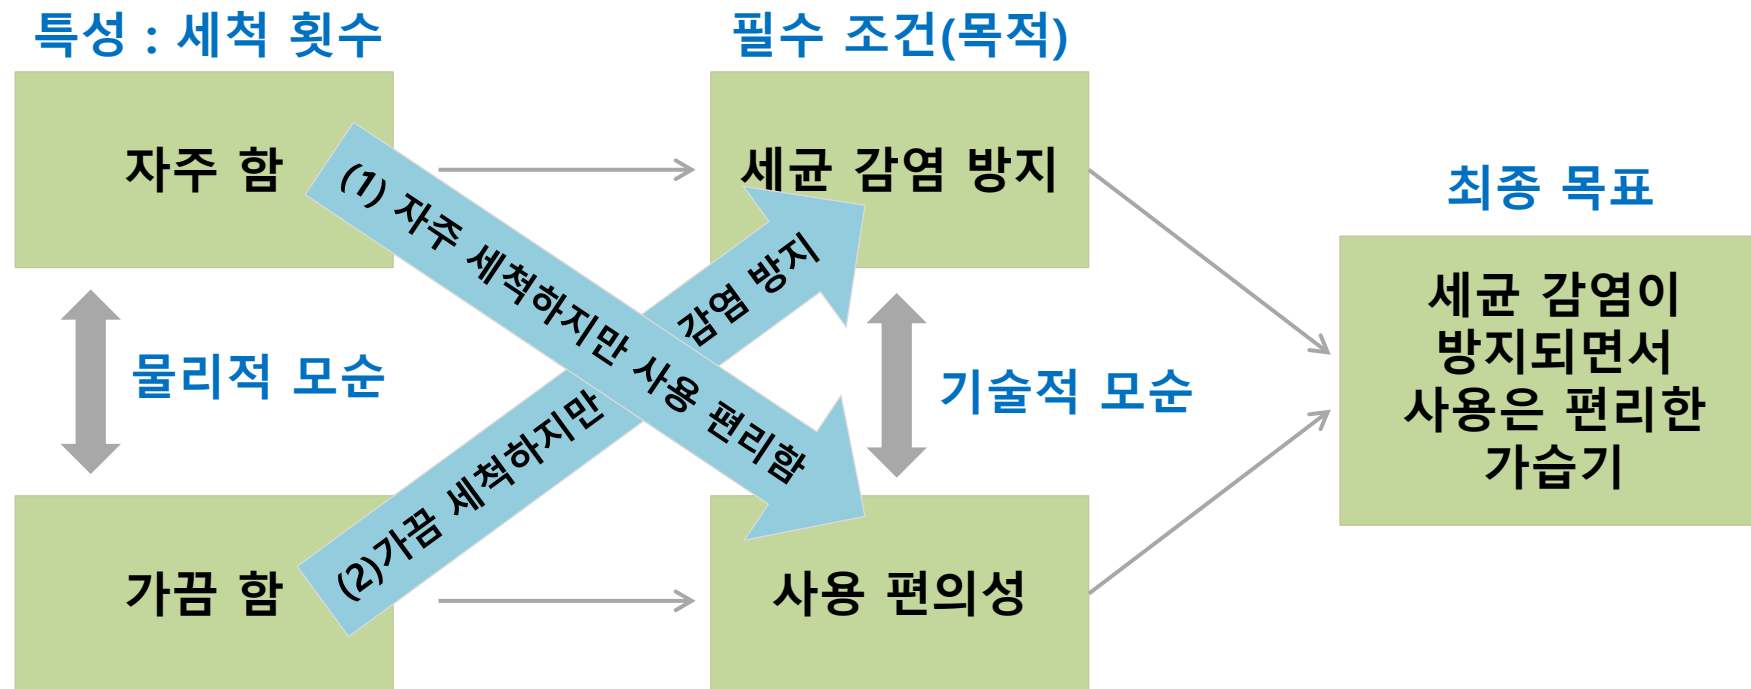 특성 : 세척 횟수
필수 조건(목적)
자주 함
세균 감염 방지
(1) 자주 세척하지만 사용 편리함
최종 목표
세균 감염이
방지되면서
사용은 편리한
가습기
물리적 모순
기술적 모순
(2)가끔 세척하지만 감염 방지
가끔 함
사용 편의성